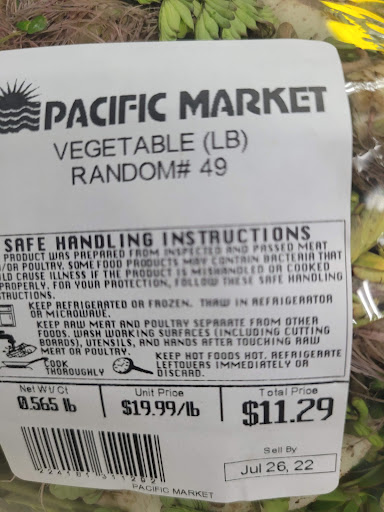 PACIFIC MARKET
VEGETABLE (LB)
RANDOM# 49
SAFE HANDLING INSTRUCTIONS
PRODUCT WAS PREPARED FROM INSPECTED AND PASSED MEAT
/OR POULTRY. SOME FOOD PRODUCTS MAY CONTAIN BACTERIA THAT
LD CAUSE ILLNESS IF THE PRODUCT IS MISHANDLED OR COOKED
PROPERLY. FOR YOUR PROTECTION, FOLLOW THESE SAFE HANDLING
TRUCTIONS.
KEEP REFRIGERATED OR FROZEN. THAW IN REFRIGERATOR
OR MICROWAVE.
KEEP RAW MEAT AND POULTRY SEPARATE FROM OTHER
FOODS. WASH WORKING SURFACES (INCLUDING CUTTING
BOARDS), UTENSILS, AND HANDS AFTER TOUCHING RAW
MEAT OR POULTRY.
COOK
THOROUGHLY
KEEP HOT FOODS HOT. REFRIGERATE
LEFTOVERS IMMEDIATELY OR
DISCARD.
Net Wt/Ct
0.565 lb
Unit Price
$19.99/lb
Total Price
$11.29
Sell By
Jul 26, 22
PACIFIC MARKET